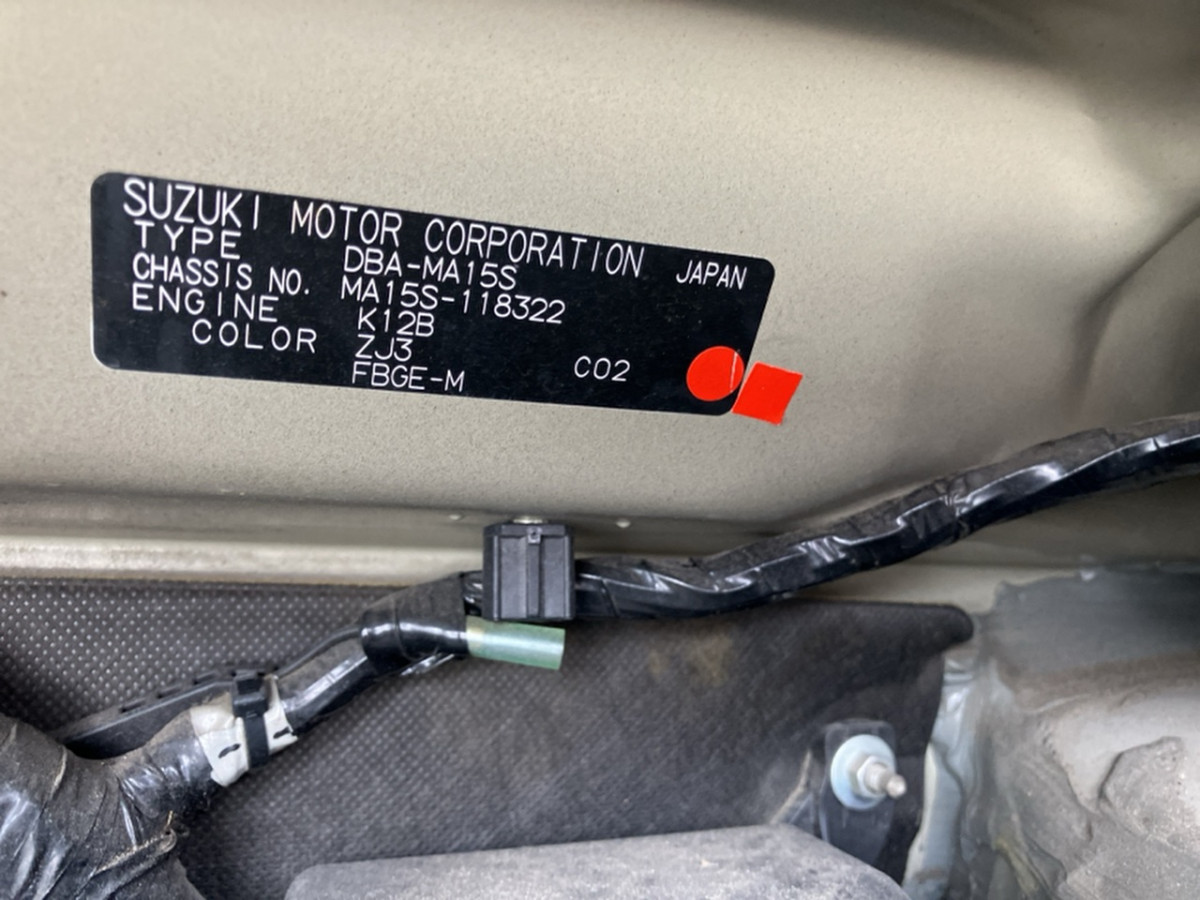 SUZUKI MOTOR CORPORATION JAPAN
TYPE DBA-MA15S
CHASSIS NO. MA15S-118322
ENGINE K12B
COLOR ZJ3
FBGE-M C02